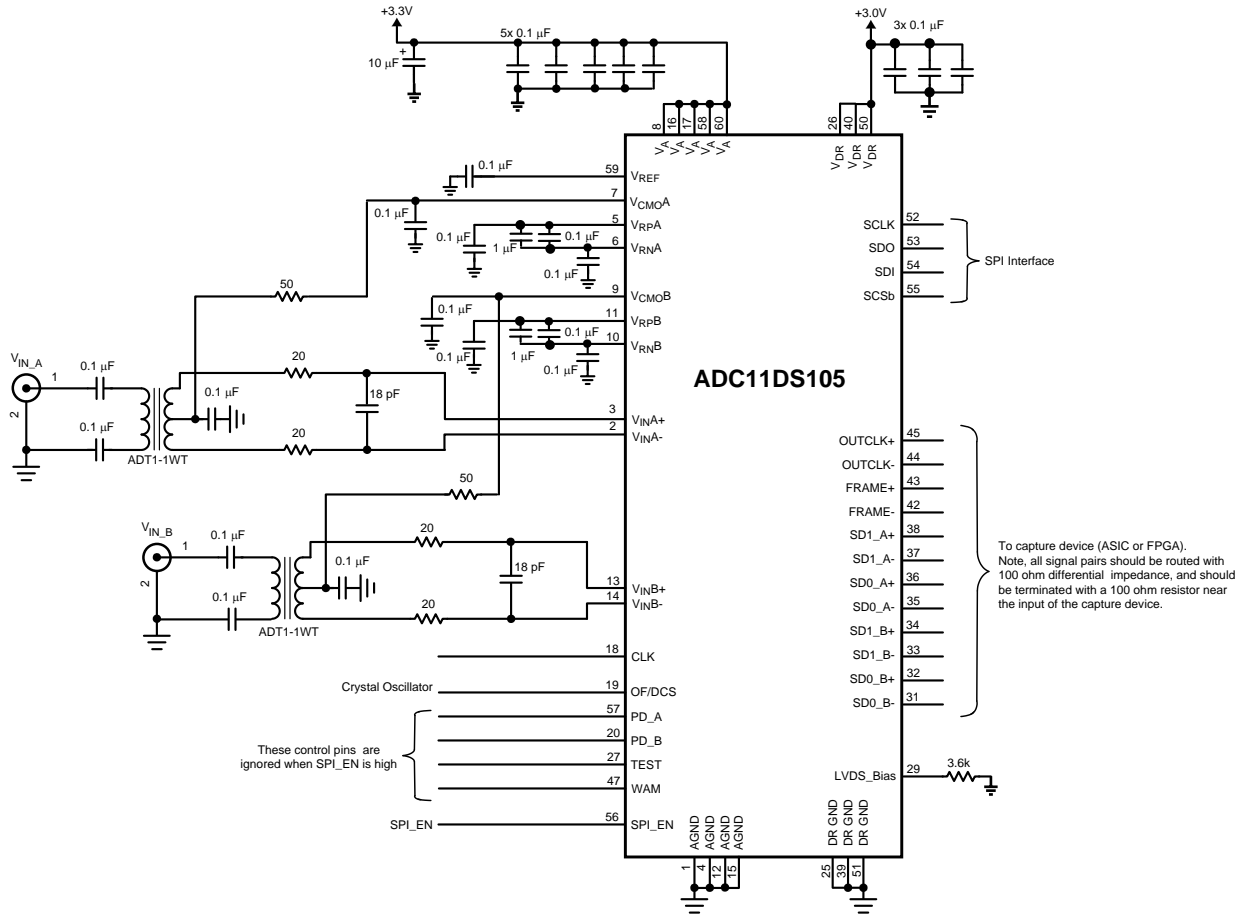 +3.3V
5x 0.1 µF
+
10 µF
+3.0V
3x 0.1 µF
8
16
17
58
60
VA
VA
VA
VA
VA
26
40
50
VDR
VDR
VDR
0.1 µF
59
VREF
7
VCMOA
0.1 µF
5
VRPA
0.1 µF
1 µF
0.1 µF
6
VRNA
0.1 µF
50
9
VCMOB
0.1 µF
11
VRPB
0.1 µF
1 µF
0.1 µF
10
VRNB
0.1 µF
SCLK
52
SDO
53
SDI
54
SCSb
55
SPI Interface
ADC11DS105
VIN_A
1
2
0.1 µF
0.1 µF
ADT1-1WT
0.1 µF
20
20
18 pF
3
VINA+
2
VINA-
50
VIN_B
1
2
0.1 µF
0.1 µF
ADT1-1WT
0.1 µF
20
20
18 pF
13
VINB+
14
VINB-
OUTCLK+
45
OUTCLK-
44
FRAME+
43
FRAME-
42
SD1_A+
38
SD1_A-
37
SD0_A+
36
SD0_A-
35
SD1_B+
34
SD1_B-
33
SD0_B+
32
SD0_B-
31
To capture device (ASIC or FPGA).
Note, all signal pairs should be routed with
100 ohm differential impedance, and should
be terminated with a 100 ohm resistor near
the input of the capture device.
18
CLK
Crystal Oscillator
19
OF/DCS
57
PD_A
20
PD_B
27
TEST
47
WAM
These control pins are
ignored when SPI_EN is high
SPI_EN
56
SPI_EN
LVDS_Bias
29
3.6k
AGND
AGND
AGND
AGND
1
4
12
15
DR GND
DR GND
DR GND
25
39
51